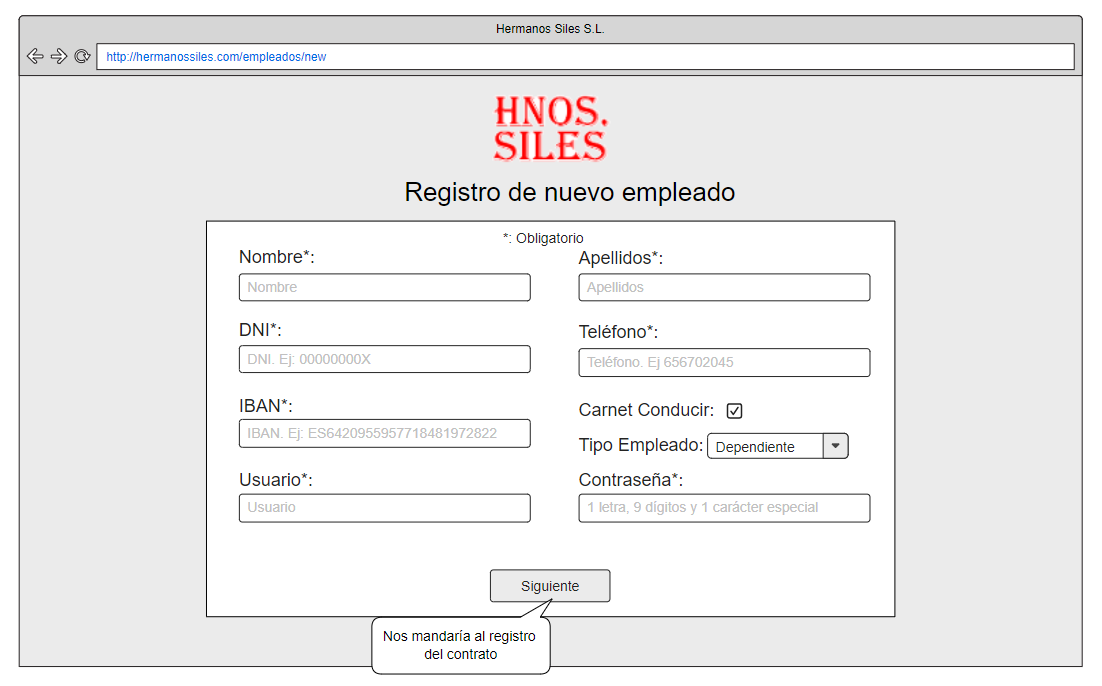 Hermanos Siles S.L.
http://hermanossiles.com/empleados/new
HNOS.
SILES
Registro de nuevo empleado
*: Obligatorio
Nombre*:
Apellidos*:
Nombre
Apellidos
DNI*:
Teléfono*:
DNI. Ej: 00000000X
Teléfono. Ej 656702045
IBAN*:
Carnet Conducir:
IBAN. Ej: ES6420955957718481972822
Tipo Empleado: Dependiente
Usuario*:
Contraseña*:
Usuario
1 letra, 9 dígitos y 1 carácter especial
Siguiente
Nos mandaría al registro
del contrato